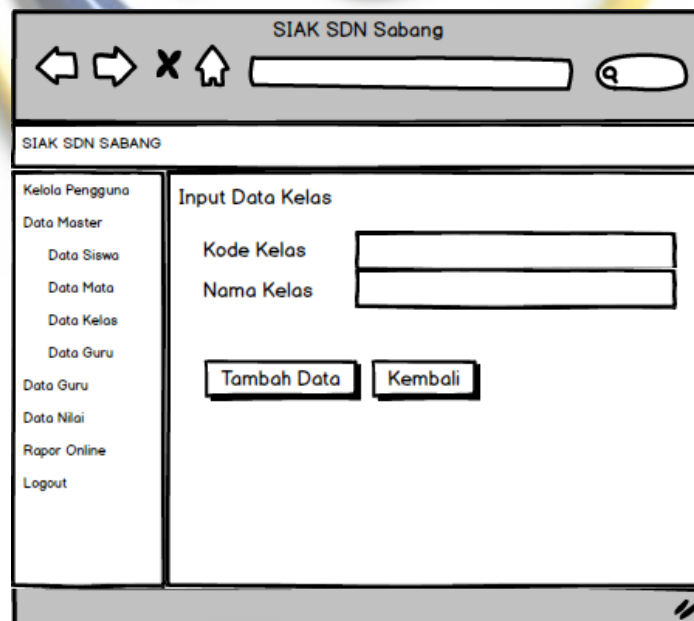 SIAK SDN Sabang
SIAK SDN SABANG
Kelola Pengguna
Data Master
Data Siswa
Data Mata
Data Kelas
Data Guru
Data Guru
Data Nilai
Rapor Online
Logout
Input Data Kelas
Kode Kelas
Nama Kelas
Tambah Data Kembali